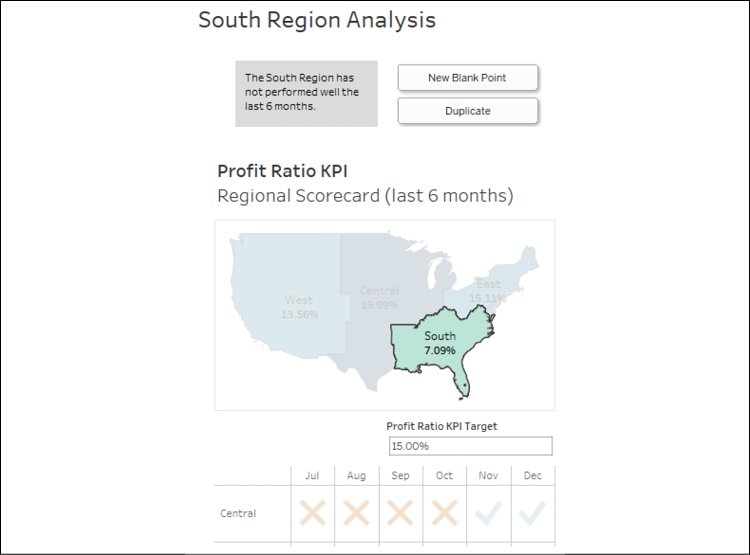 South Region Analysis
The South Region has
not performed well the
last 6 months.
New Blank Point
Duplicate
Profit Ratio KPI
Regional Scorecard (last 6 months)
West
13.56%
Central
19.99%
East
15.11%
South
7.09%
Profit Ratio KPI Target
15.00%
Jul Aug Sep Oct Nov Dec
Central